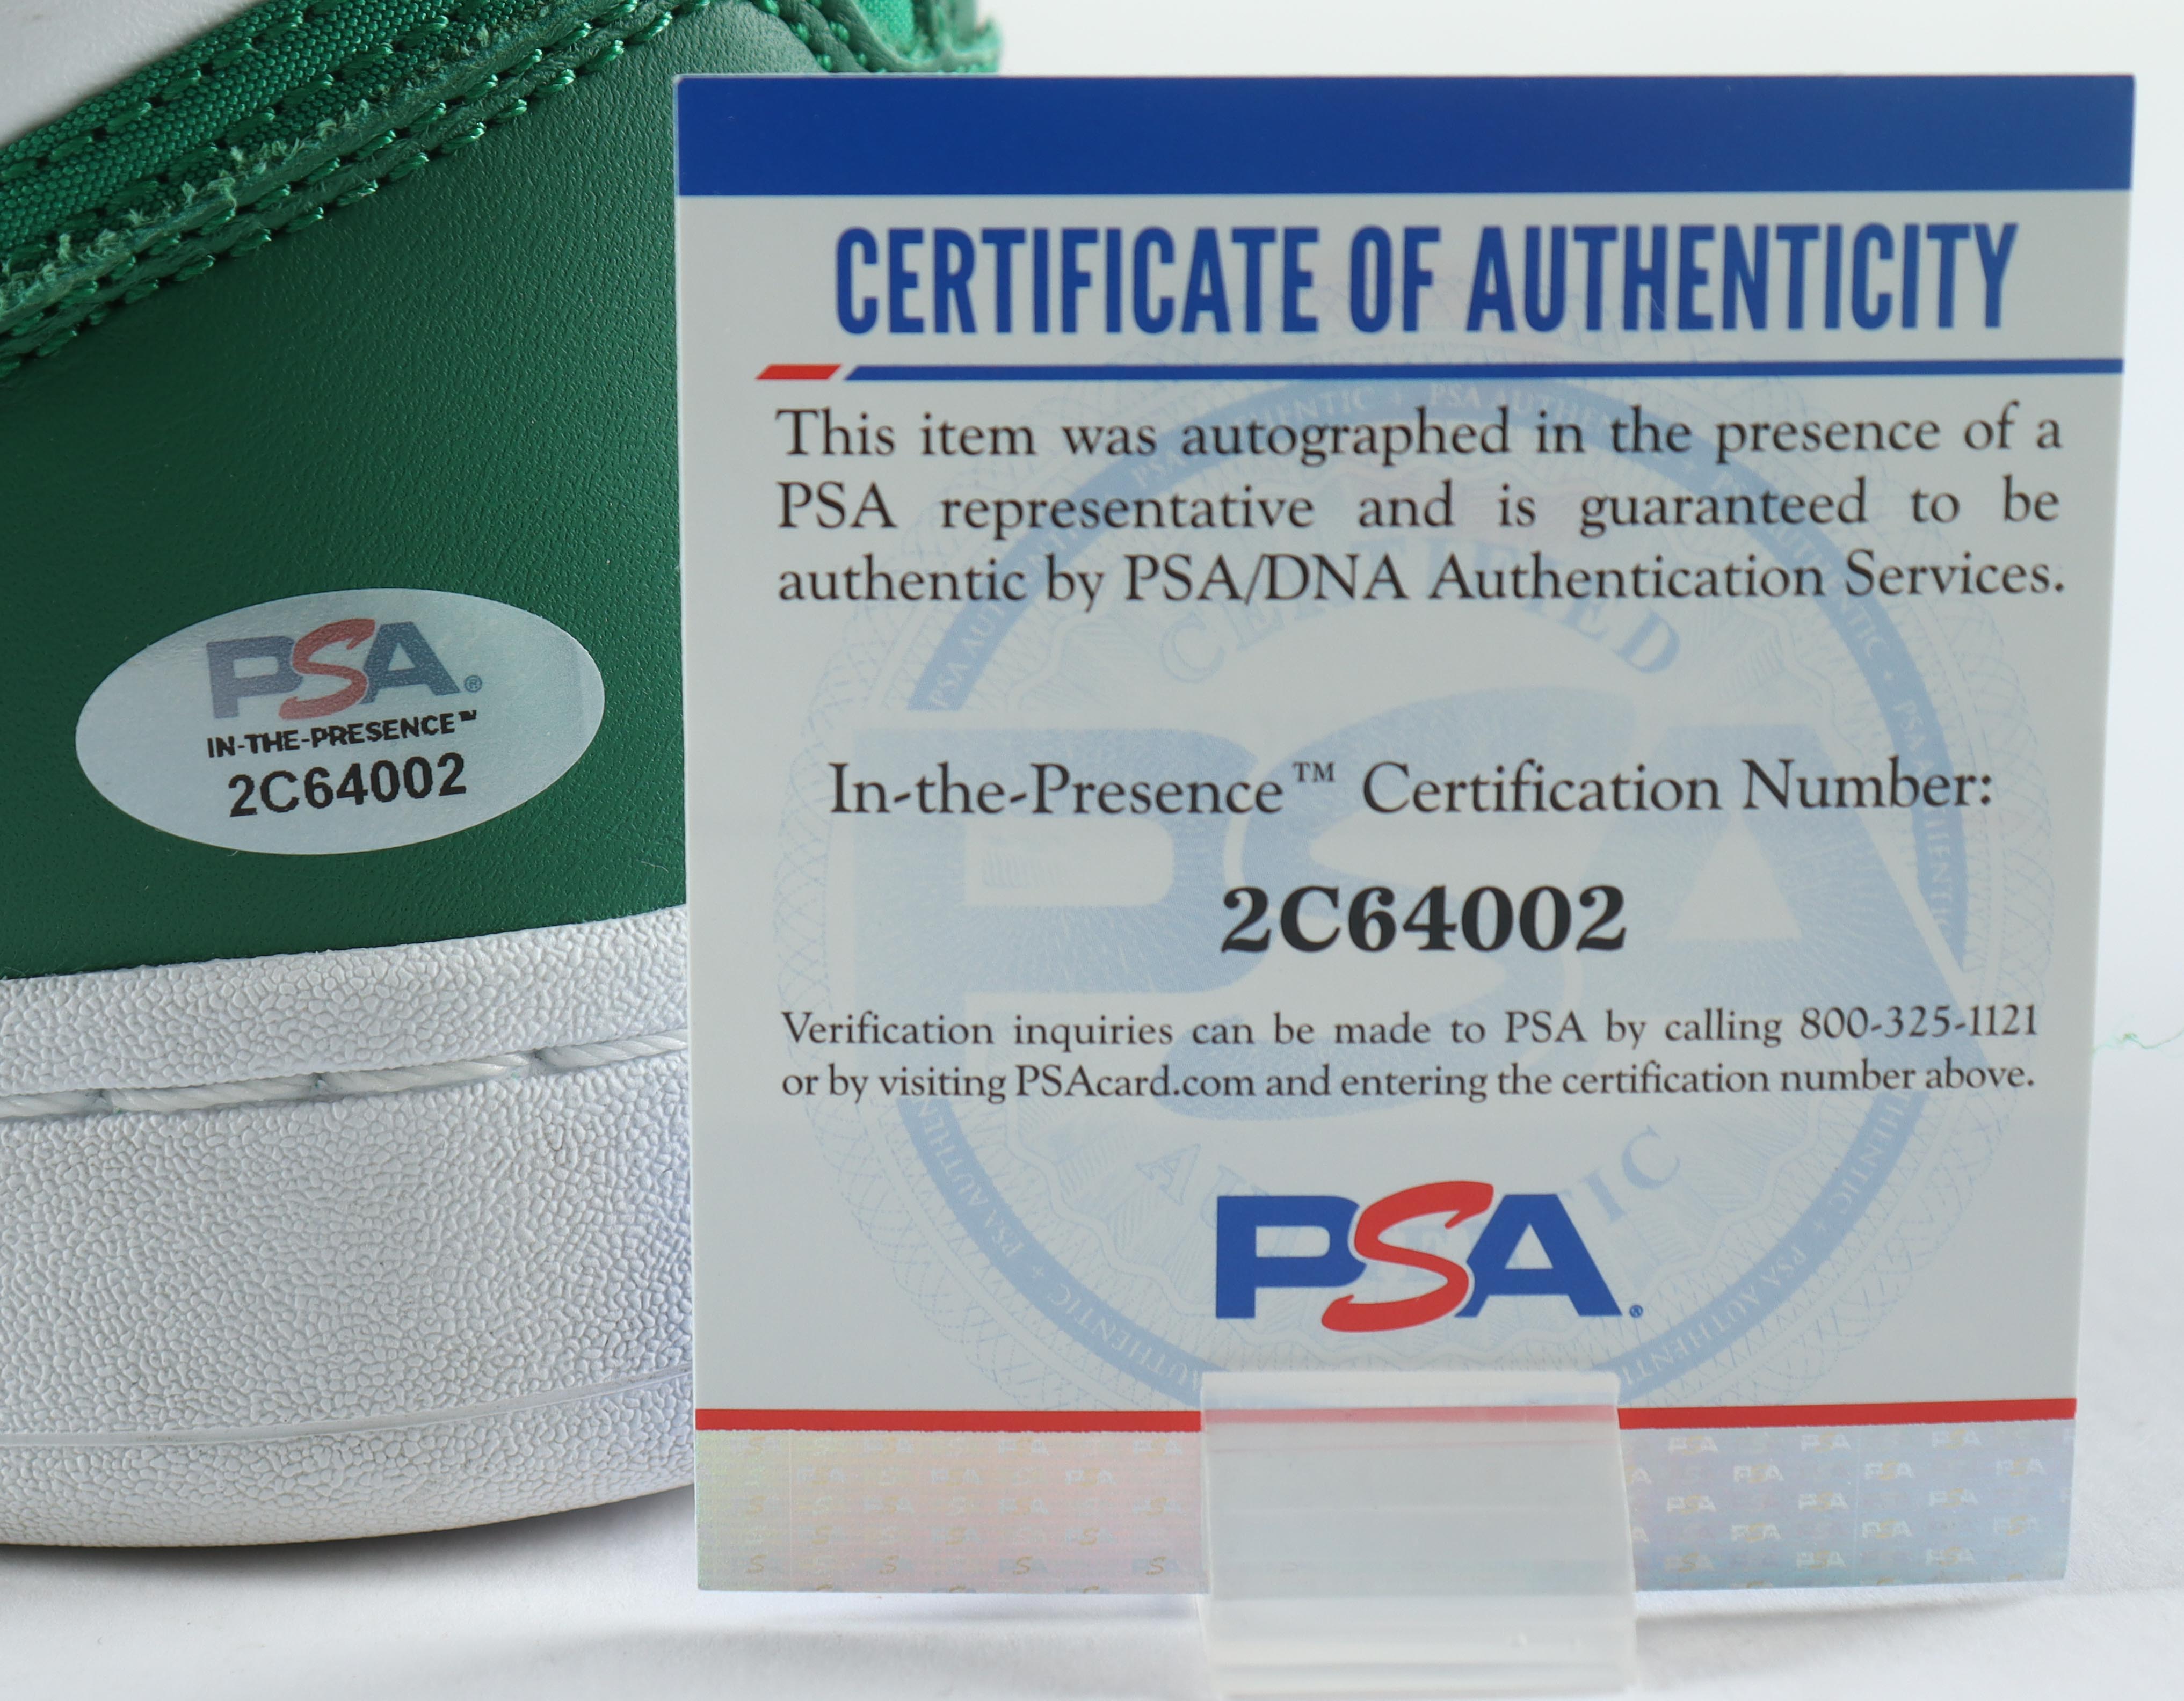 PSA®
IN-THE-PRESENCE™
2C64002
CERTIFICATE OF AUTHENTICITY
This item was autographed in the presence of a
PSA representative and is guaranteed to be
authentic by PSA/DNA Authentication Services.
In-the-Presence™ Certification Number:
2C64002
Verification inquiries can be made to PSA by calling 800-325-1121
or by visiting PSAcard.com and entering the certification number above.
PSA®